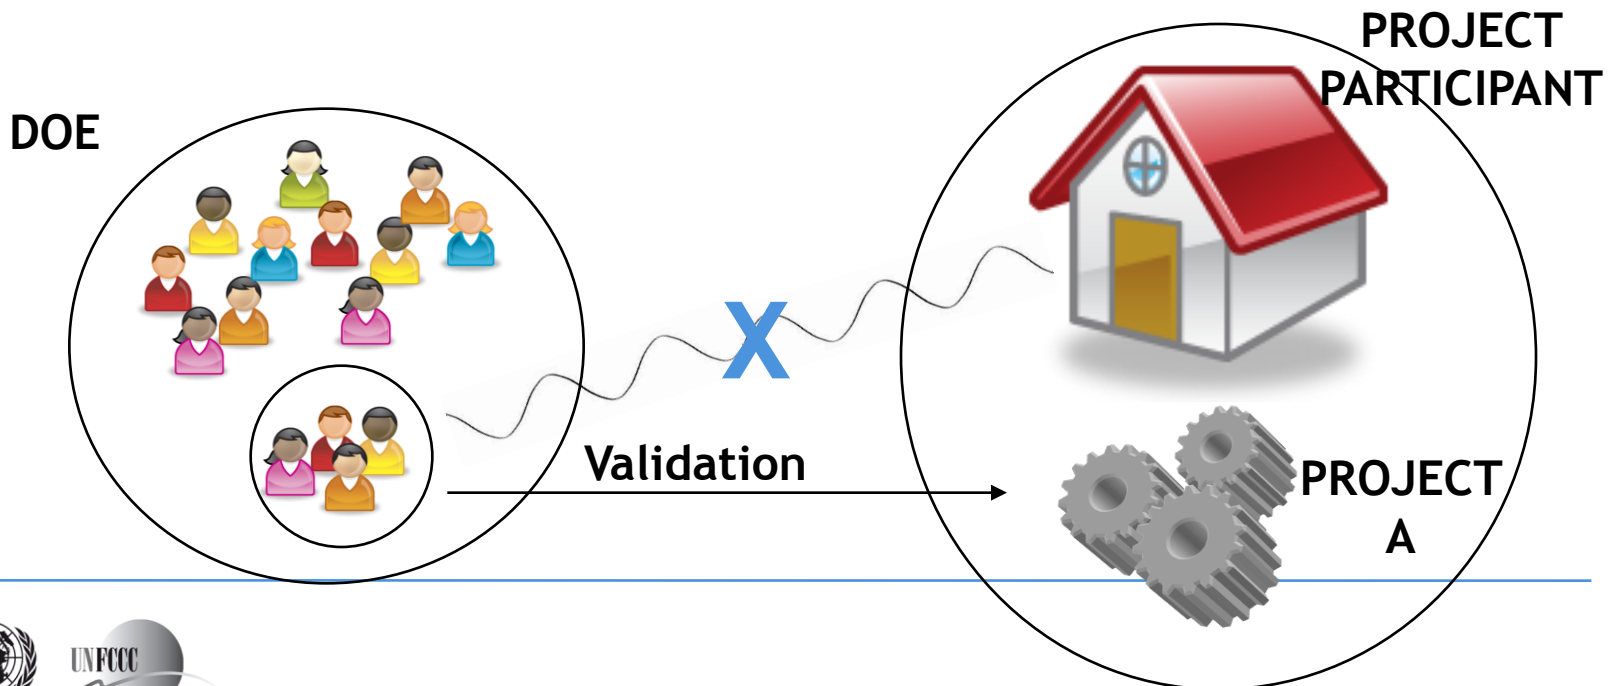 PROJECT
PARTICIPANT
DOE
X
Validation
PROJECT
A
UNFCCC